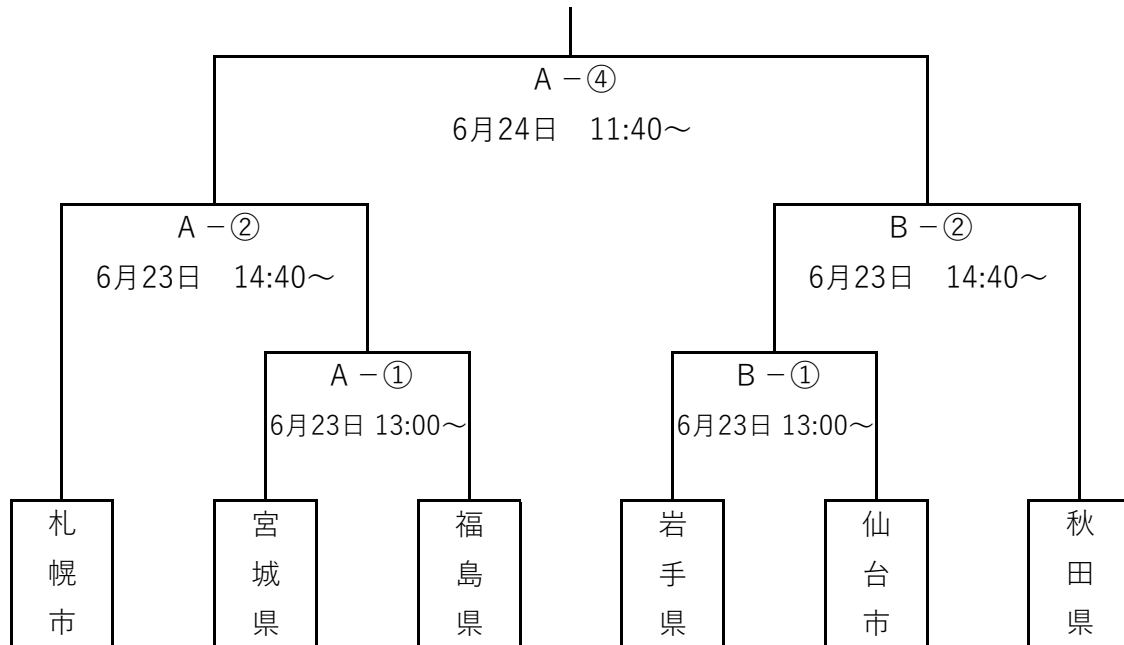 A－④
6月24日　11:40～
A－②
6月23日　14:40～
B－②
6月23日　14:40～
A－①
6月23日 13:00～
B－①
6月23日 13:00～
札幌市
宮城県
福島県
岩手県
仙台市
秋田県